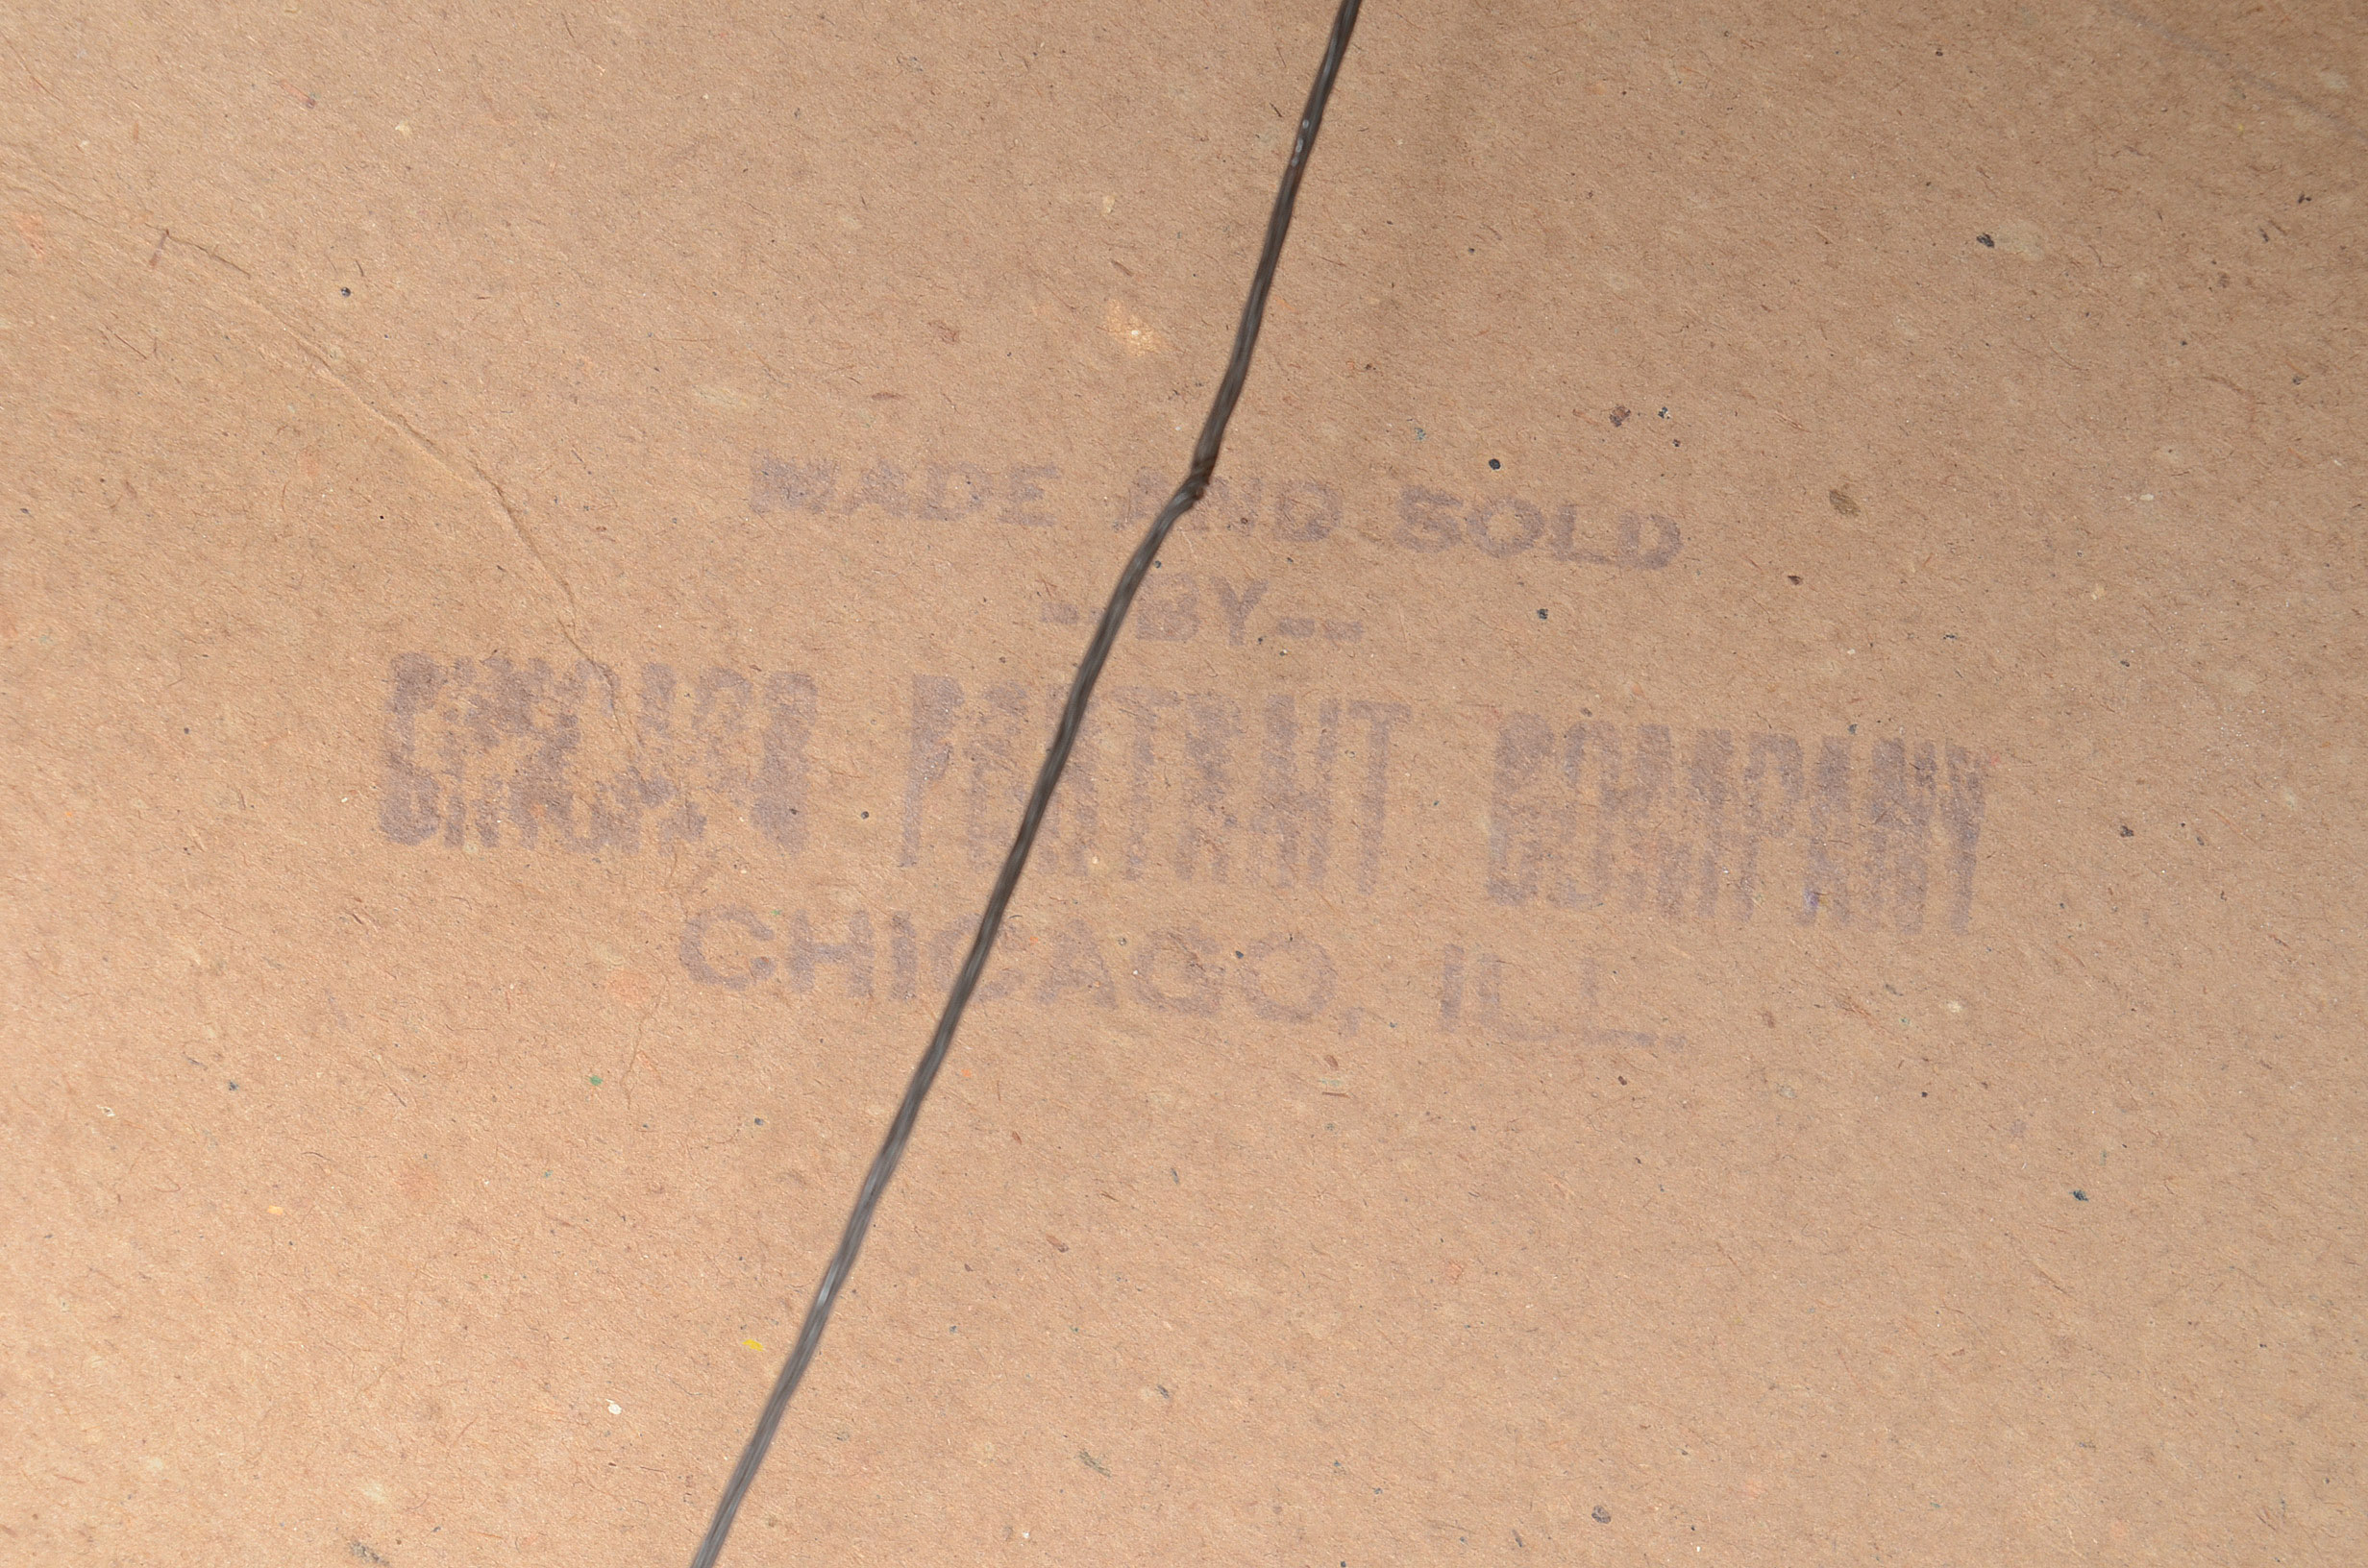 MADE AND SOLD
--BY--
CHICAGO PORTRAIT COMPANY
CHICAGO, ILL.